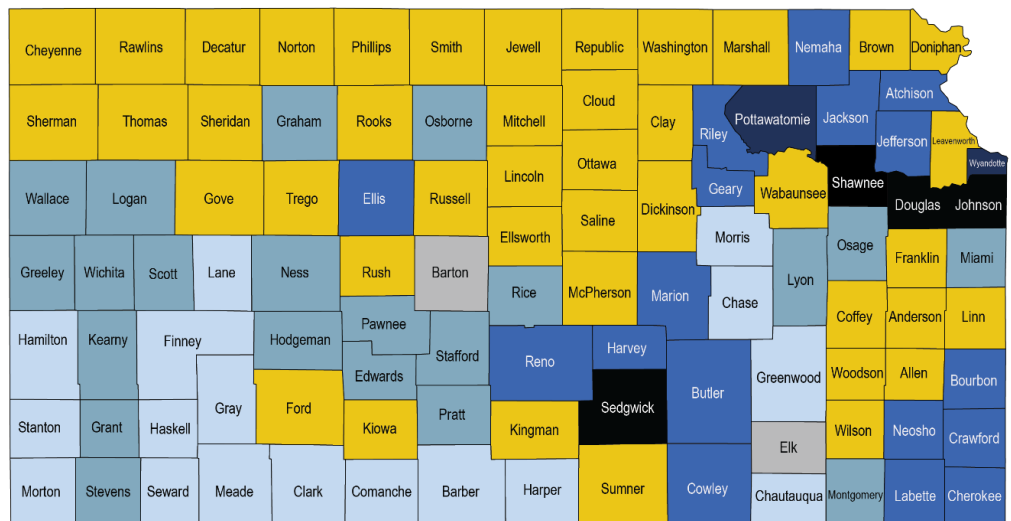 Cheyenne
Rawlins
Decatur
Norton
Phillips
Smith
Jewell
Republic
Washington
Marshall
Nemaha
Brown
Doniphan
Sherman
Thomas
Sheridan
Graham
Rooks
Osborne
Mitchell
Cloud
Clay
Riley
Pottawatomie
Jackson
Atchison
Jefferson
Leavenworth
Wyandotte
Wallace
Logan
Gove
Trego
Ellis
Russell
Lincoln
Ottawa
Dickinson
Geary
Wabaunsee
Shawnee
Douglas
Johnson
Ellsworth
Saline
Morris
Osage
Franklin
Miami
Greeley
Wichita
Scott
Lane
Ness
Rush
Barton
Rice
McPherson
Marion
Chase
Lyon
Coffey
Anderson
Linn
Hamilton
Kearny
Finney
Hodgeman
Pawnee
Stafford
Edwards
Reno
Harvey
Butler
Greenwood
Woodson
Allen
Bourbon
Stanton
Grant
Haskell
Gray
Ford
Kiowa
Pratt
Kingman
Sedgwick
Elk
Wilson
Neosho
Crawford
Morton
Stevens
Seward
Meade
Clark
Comanche
Barber
Harper
Sumner
Cowley
Chautauqua
Montgomery
Labette
Cherokee